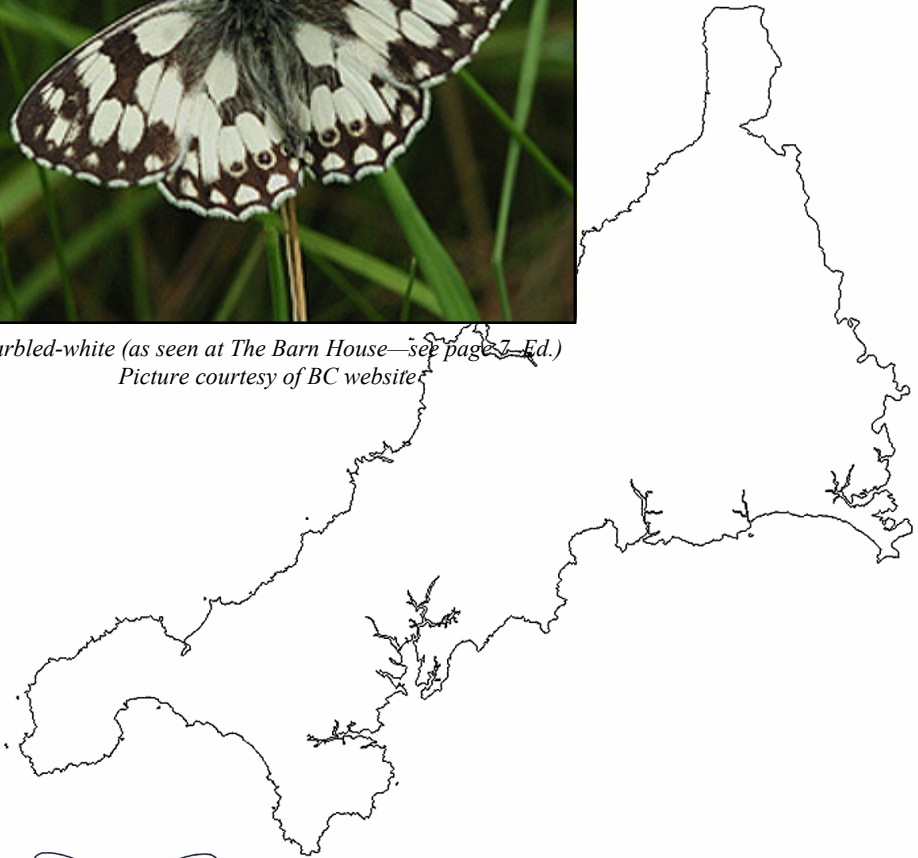 arbled-white (as seen at The Barn House—see page 7–Ed.)
Picture courtesy of BC website